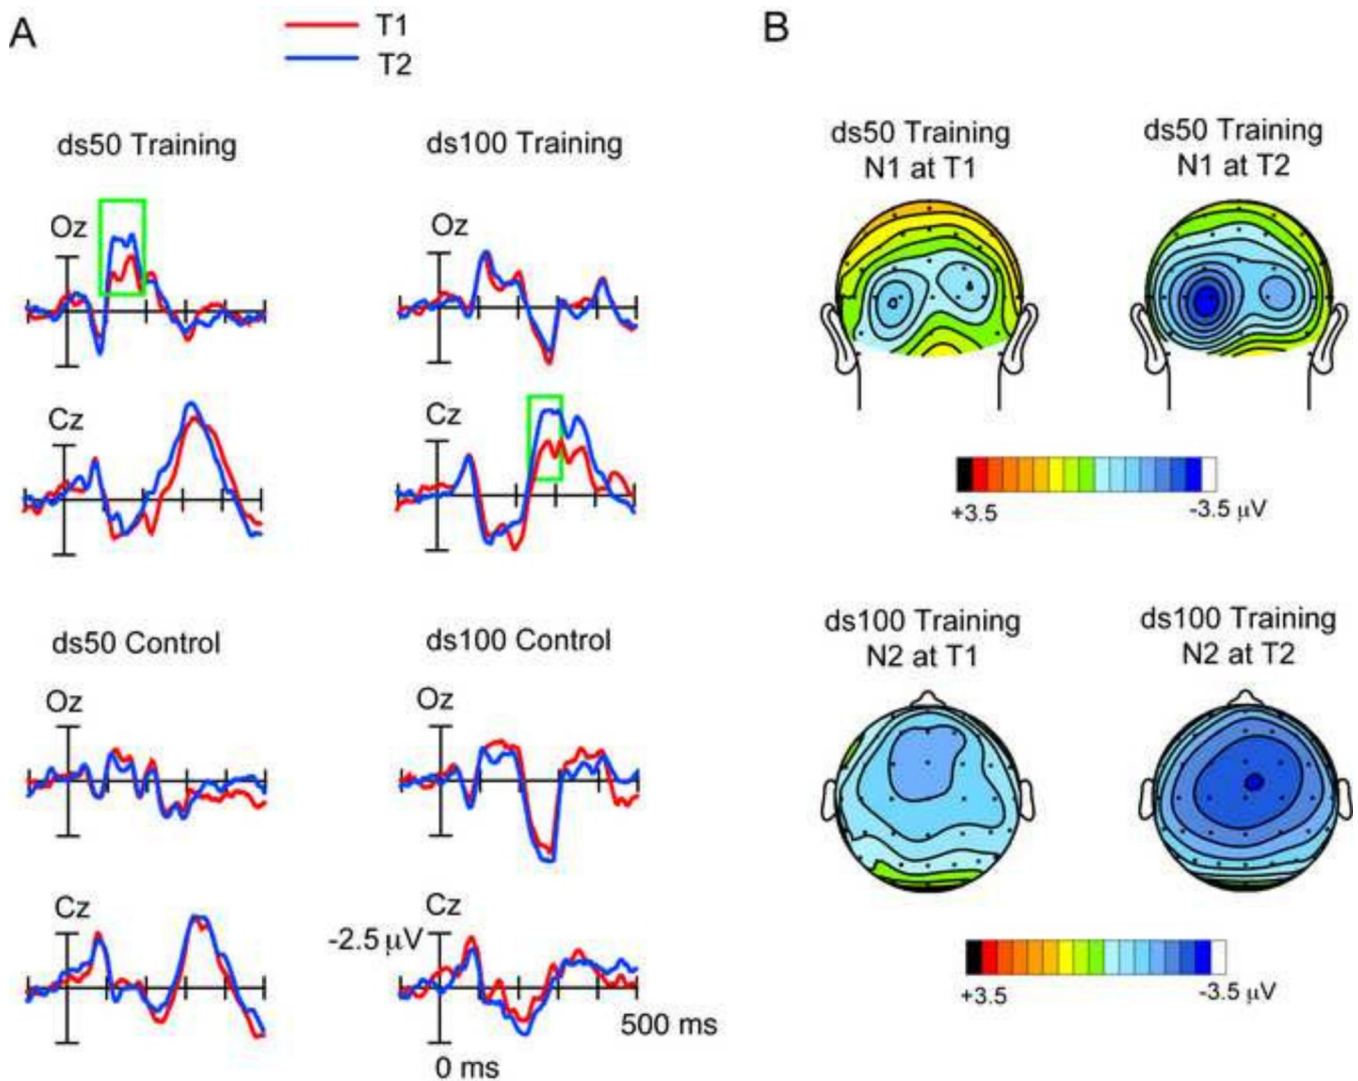 A
T1
T2
ds50 Training
Oz
Cz
ds100 Training
Oz
Cz
ds50 Control
Oz
Cz
ds100 Control
Oz
Cz
-2.5 µV
0 ms
500 ms
B
ds50 Training
N1 at T1
ds50 Training
N1 at T2
+3.5
-3.5 µV
ds100 Training
N2 at T1
ds100 Training
N2 at T2
+3.5
-3.5 µV